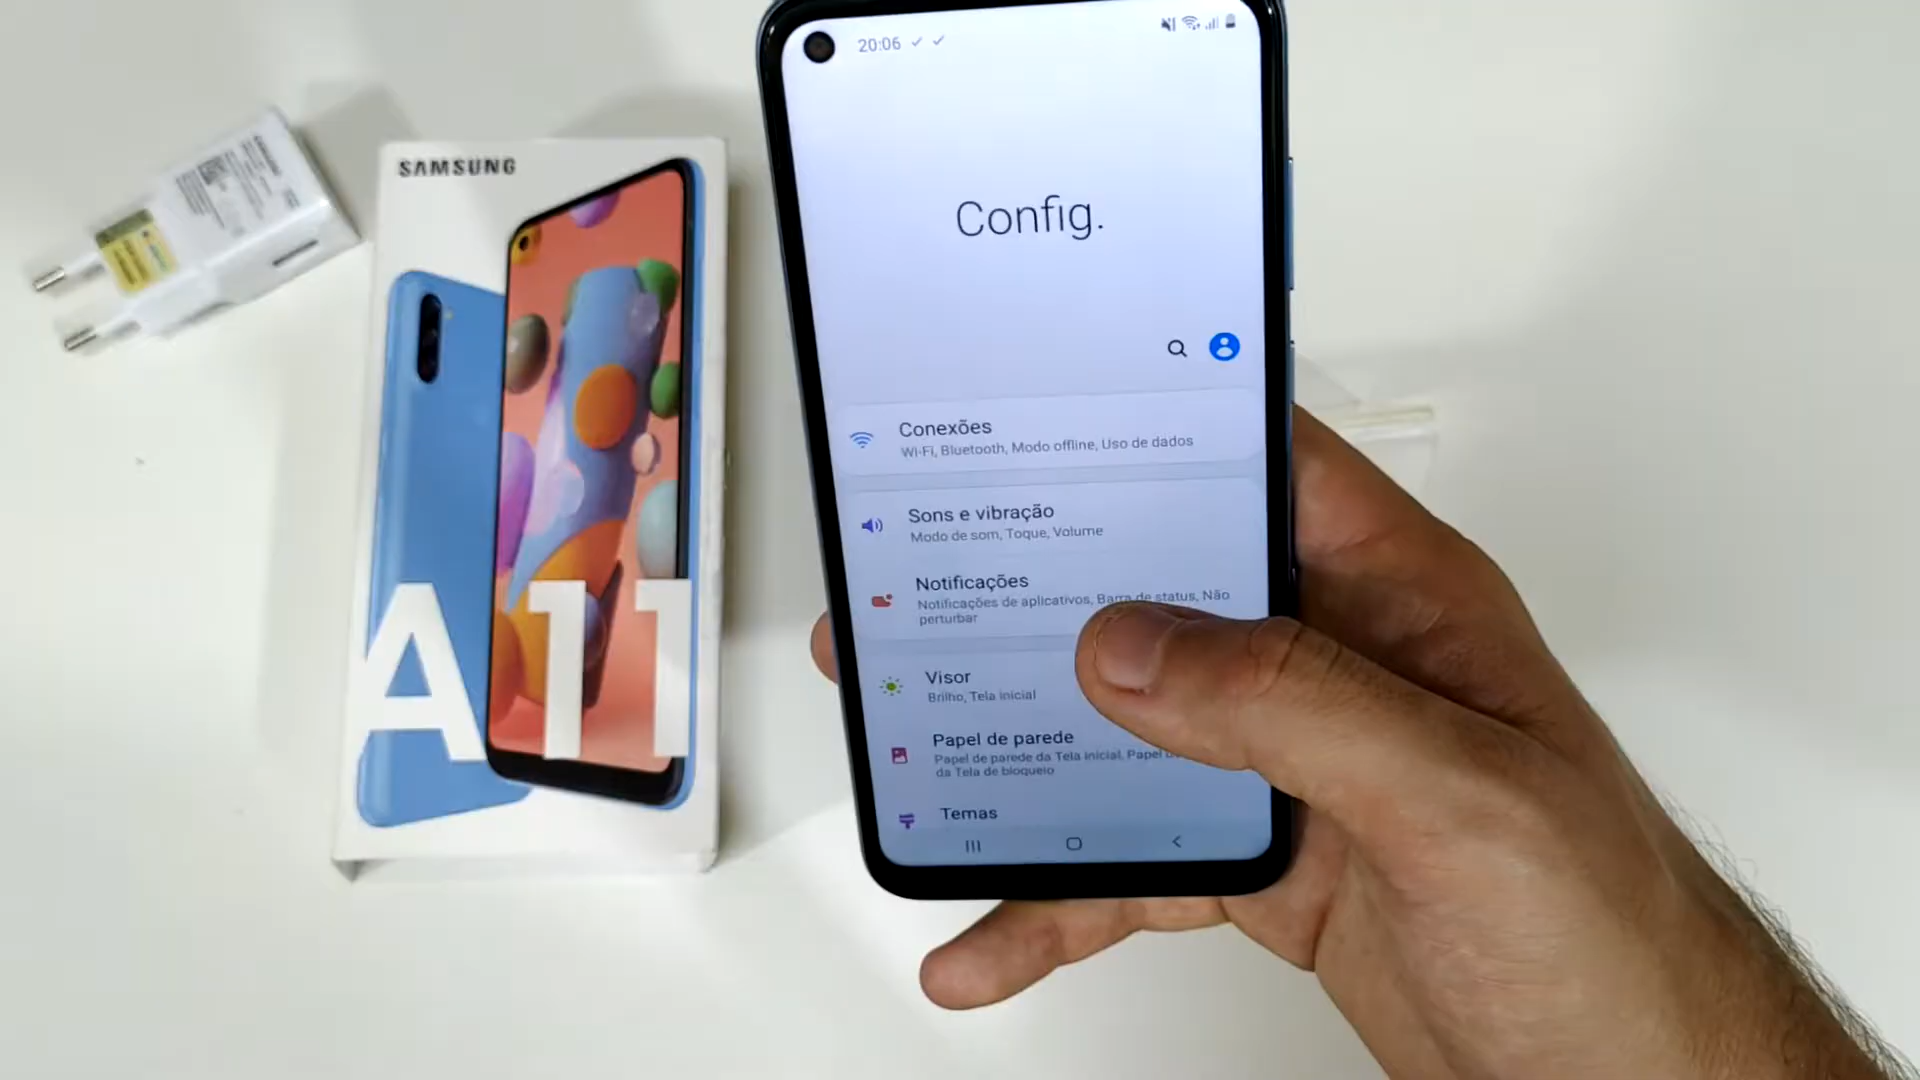 SAMSUNG
A11
20:06
Config.
Conexões
Wi-Fi, Bluetooth, Modo offline, Uso de dados
Sons e vibração
Modo de som, Toque, Volume
Notificações
Notificações de aplicativos, Barra de status, Não
perturbar
Visor
Brilho, Tela inicial
Papel de parede
Papel de parede da Tela inicial, Papel
da Tela de bloqueio
Temas